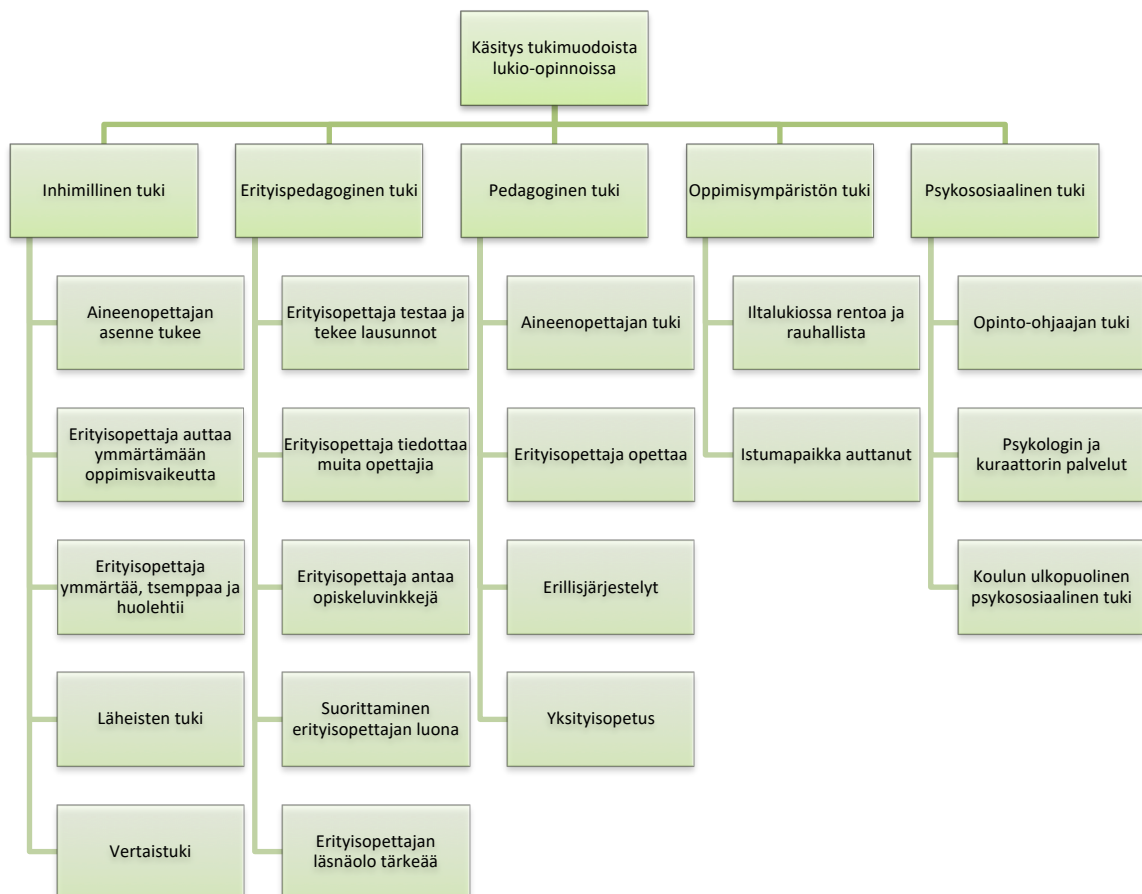 Käsitys tukimuodoista
lukio-opinnoissa
Inhimillinen tuki
Aineenopettajan
asenne tukee
Erityisopettaja auttaa
ymmärtämään
oppimisvaikeutta
Erityisopettaja
ymmärtää, tsemppaa ja
huolehtii
Läheisten tuki
Vertaistuki
Erityispedagoginen tuki
Erityisopettaja testaa ja
tekee lausunnot
Erityisopettaja tiedottaa
muita opettajia
Erityisopettaja antaa
opiskeluvinkkejä
Suorittaminen
erityisopettajan luona
Erityisopettajan
läsnäolo tärkeää
Pedagoginen tuki
Aineenopettajan tuki
Erityisopettaja opettaa
Erillisjärjestelyt
Yksityisopetus
Oppimisympäristön tuki
Iltalukiossa rentoa ja
rauhallista
Istumapaikka auttanut
Psykososiaalinen tuki
Opinto-ohjaajan tuki
Psykologin ja
kuraattorin palvelut
Koulun ulkopuolinen
psykososiaalinen tuki